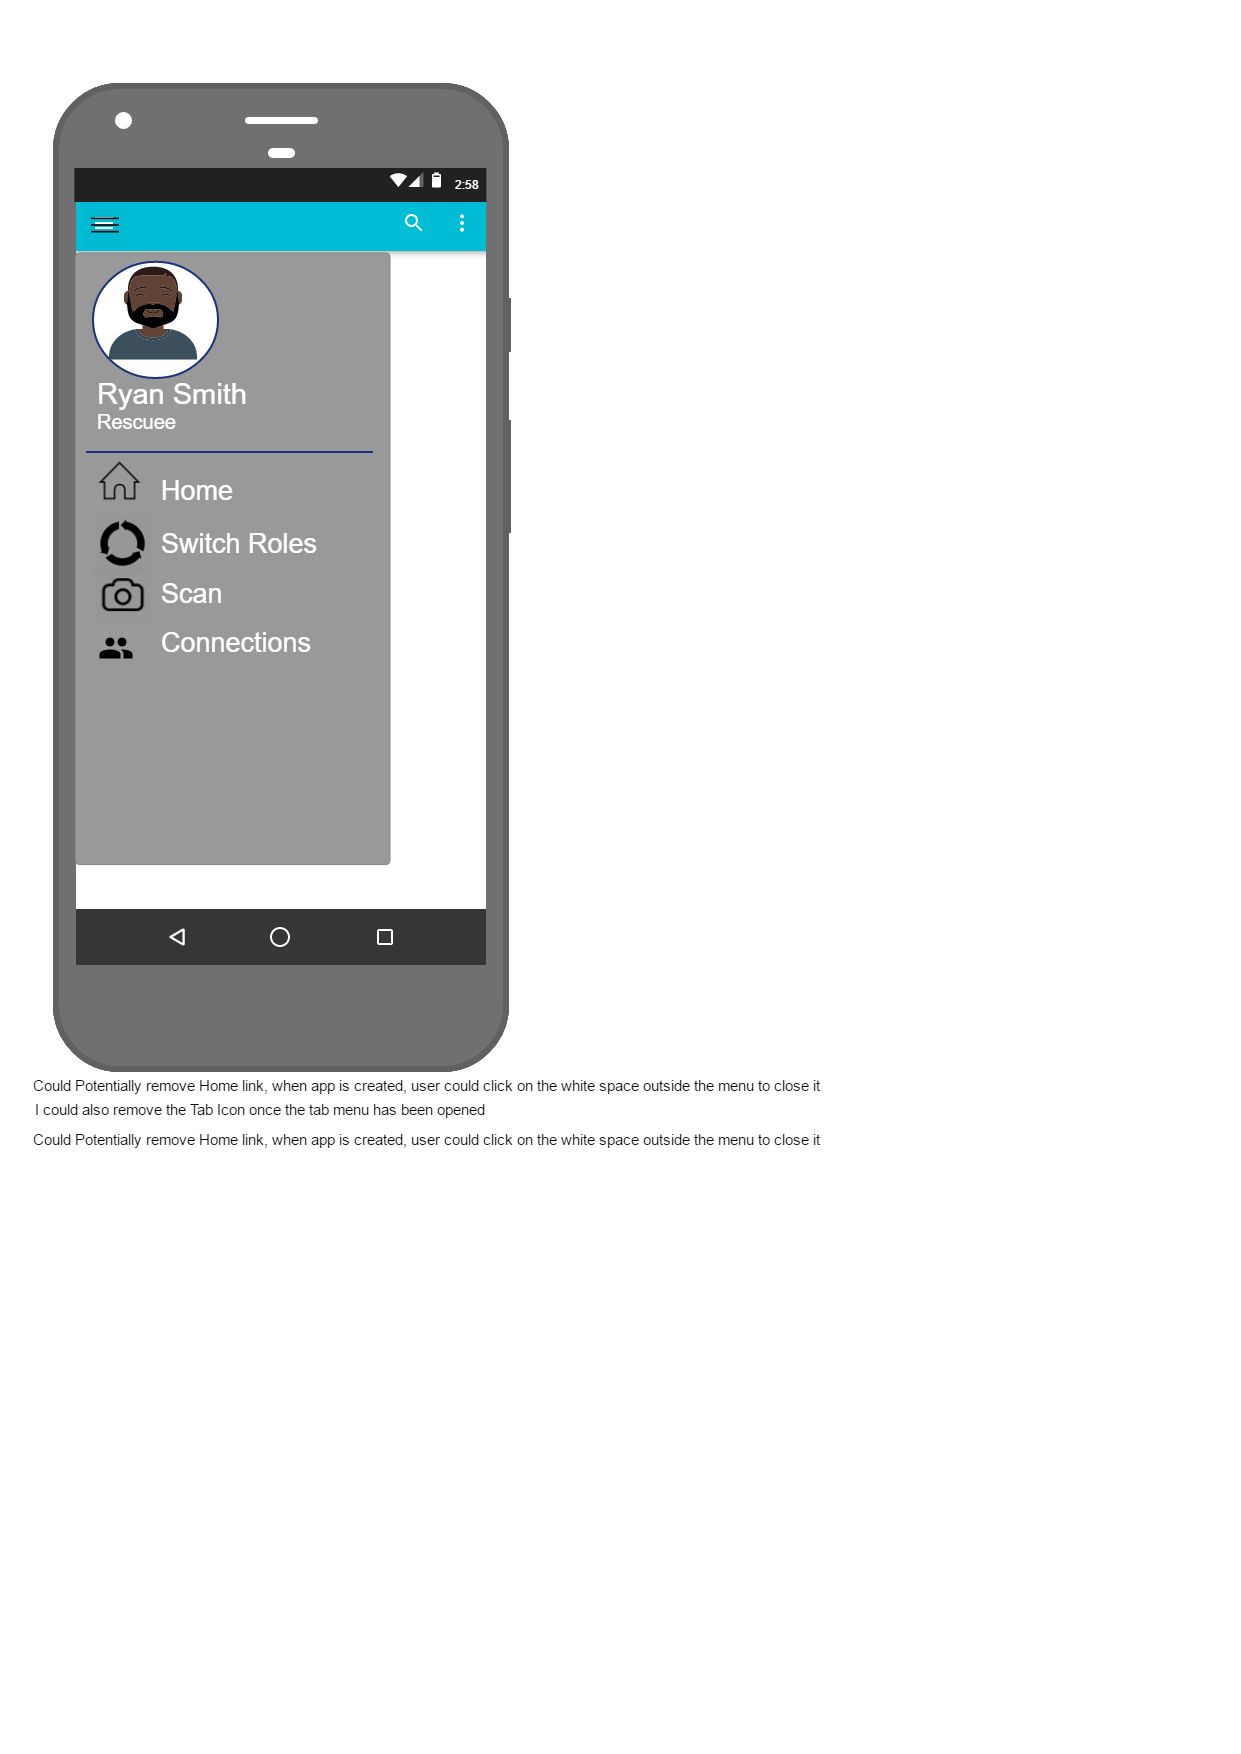 2:58
Ryan Smith
Rescuee
Home
Switch Roles
Scan
Connections
Could Potentially remove Home link, when app is created, user could click on the white space outside the menu to close it
I could also remove the Tab Icon once the tab menu has been opened
Could Potentially remove Home link, when app is created, user could click on the white space outside the menu to close it